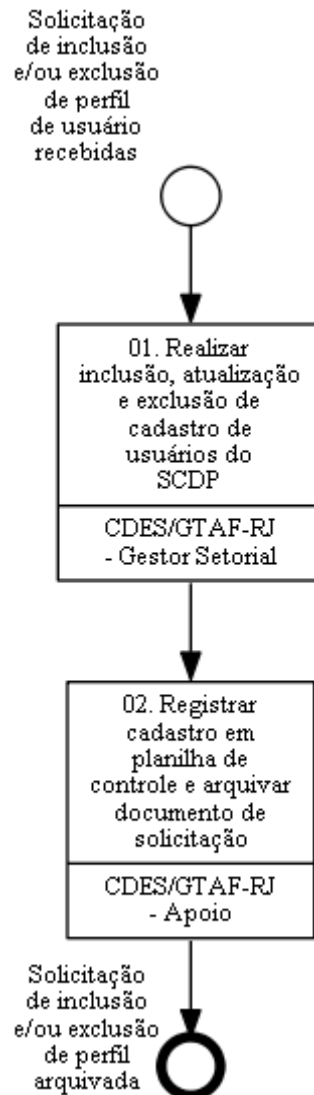 Solicitação
de inclusão
e/ou exclusão
de perfil
de usuário
recebidas
01. Realizar
inclusão, atualização
e exclusão de
cadastro de
usuários do
SCDP
CDES/GTAF-RJ
- Gestor Setorial
02. Registrar
cadastro em
planilha de
controle e arquivar
documento de
solicitação
CDES/GTAF-RJ
- Apoio
Solicitação
de inclusão
e/ou exclusão
de perfil
arquivada